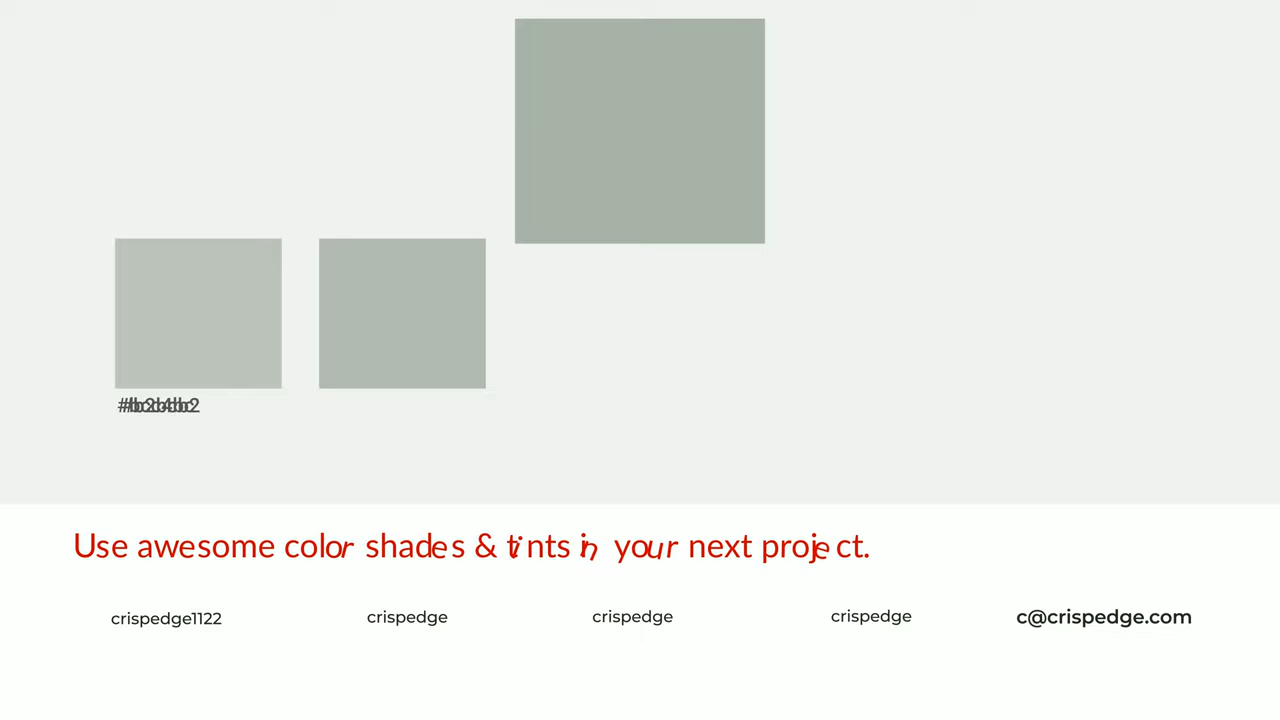 Use awesome color shades & tints in your next project.
crispedge1122 crispedge crispedge crispedge c@crispedge.com